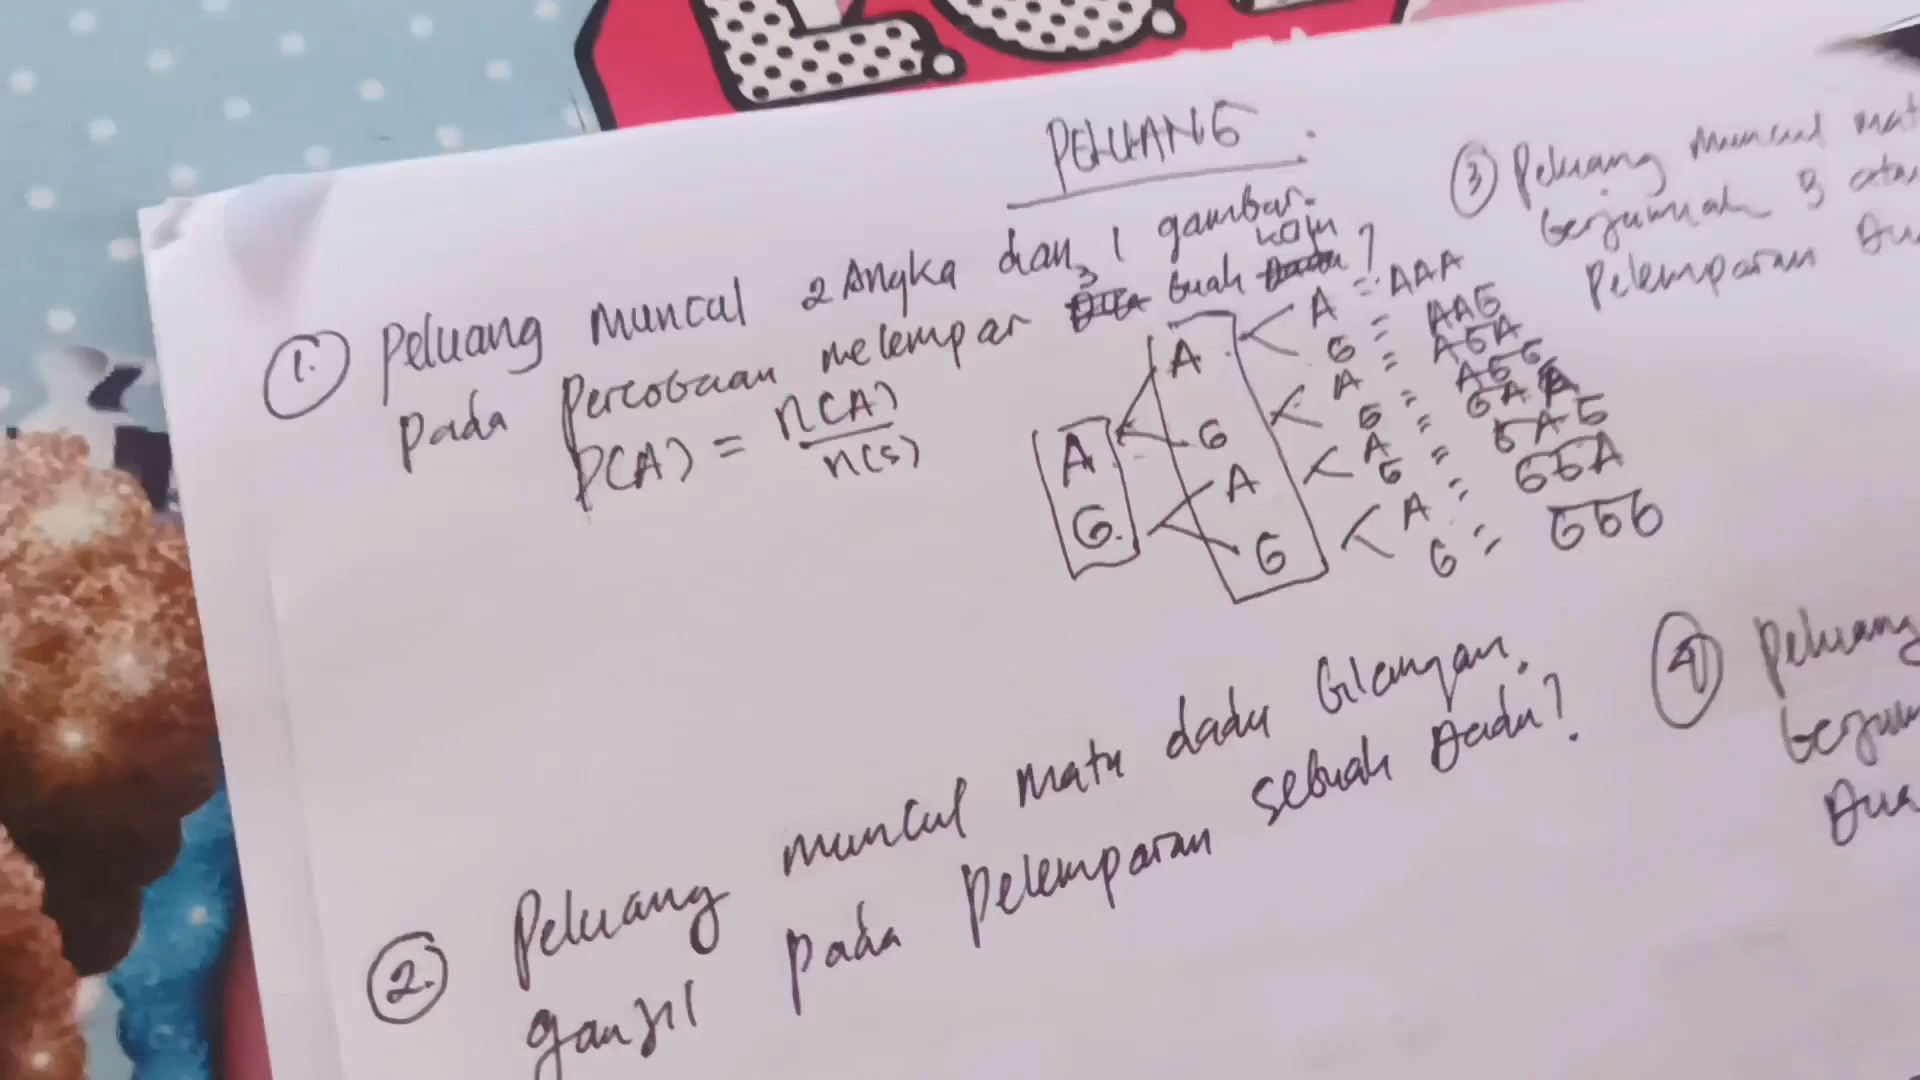 PELUANG.
1. Peluang muncul 2 Angka dan 1 gambar.
pada Percobaan melempar 3 buah koin?
P(A) = n(A)/n(S)
A
G
A
G
A
G
A = AAA
G = AAG
A = AGA
G = AGG
A = GAA
G = GAG
A = GGA
G = GGG
2. Peluang muncul mata dadu bilangan.
ganjil pada pelemparan sebuah dadu?
3 Peluang muncul
berjumlah 3 atau
Pelemparan
4 Peluang
Dua